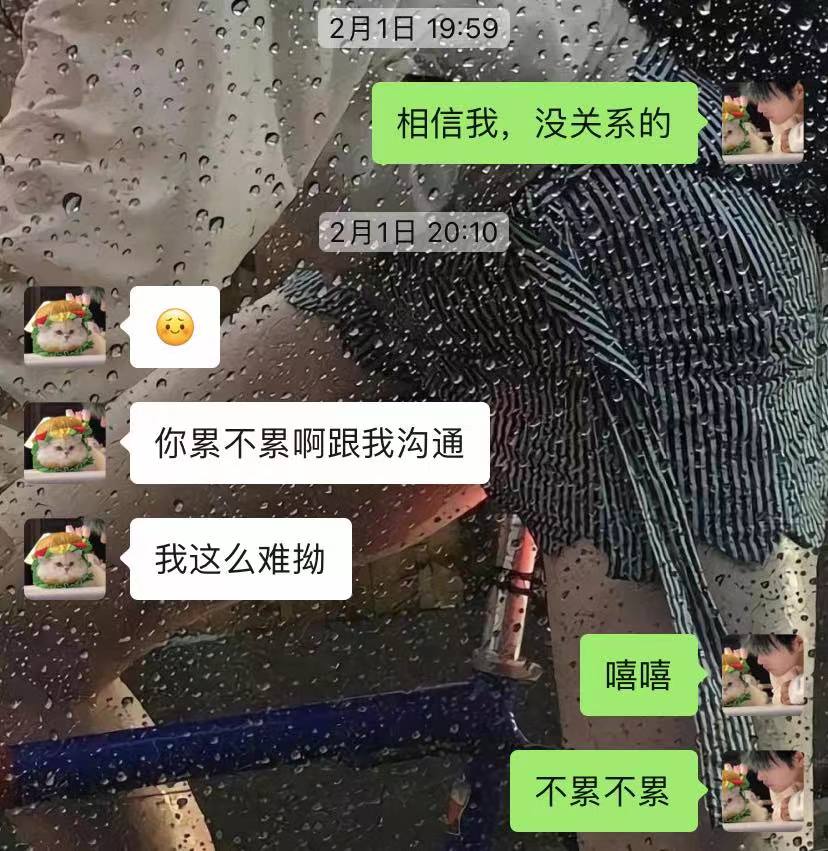 2月1日 19:59
相信我，没关系的
2月1日 20:10
你累不累啊跟我沟通
我这么难拗
嘻嘻
不累不累